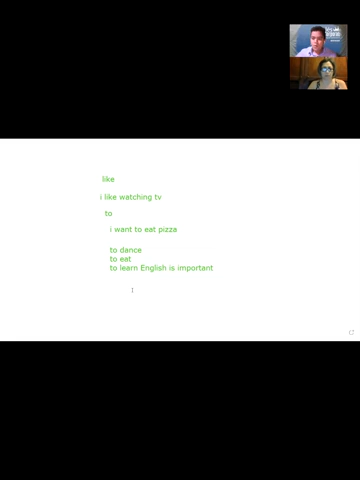 like
i like watching tv
to
i want to eat pizza
to dance
to eat
to learn English is important